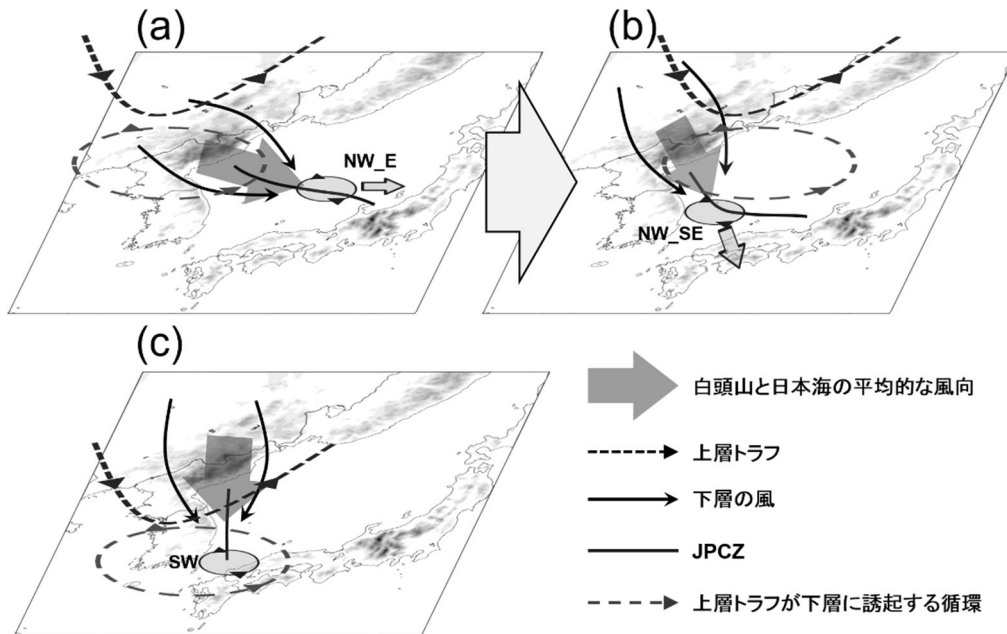 (a)
NW_E
(b)
NW_SE
(c)
SW
白頭山と日本海の平均的な風向
上層トラフ
下層の風
JPCZ
上層トラフが下層に誘起する循環